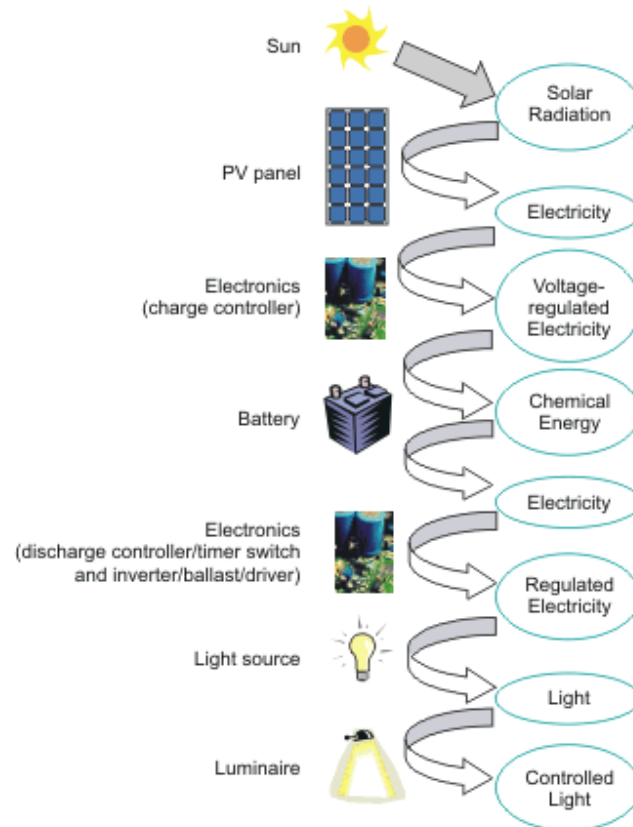 Sun
Solar
Radiation
PV panel
Electricity
Electronics
(charge controller)
Voltage-
regulated
Electricity
Battery
Chemical
Energy
Electricity
Electronics
(discharge controller/timer switch
and inverter/ballast/driver)
Regulated
Electricity
Light source
Light
Luminaire
Controlled
Light